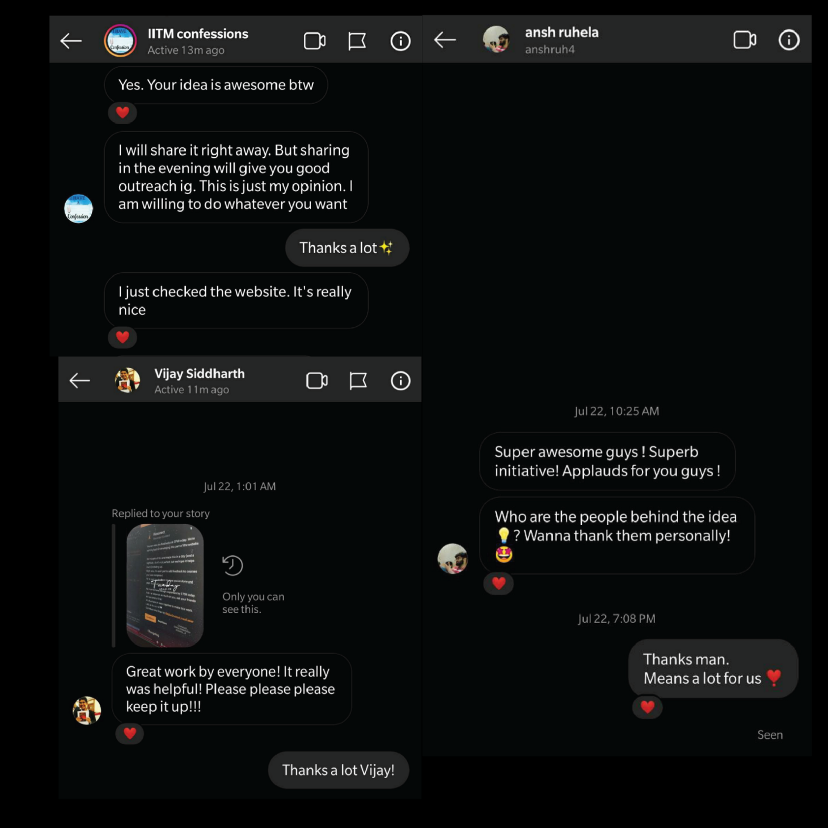 IITM confessions
Active 13m ago
Yes. Your idea is awesome btw
I will share it right away. But sharing
in the evening will give you good
outreach ig. This is just my opinion. I
am willing to do whatever you want
Thanks a lot✨
I just checked the website. It's really
nice
Vijay Siddharth
Active 11m ago
Jul 22, 1:01 AM
Replied to your story
Tuesday
Only you can
see this.
Great work by everyone! It really
was helpful! Please please please
keep it up!!!
Thanks a lot Vijay!
ansh ruhela
anshruh4
Jul 22, 10:25 AM
Super awesome guys ! Superb
initiative! Applauds for you guys !
Who are the people behind the idea
💡? Wanna thank them personally!
🤩
Jul 22, 7:08 PM
Thanks man.
Means a lot for us ❣️
Seen